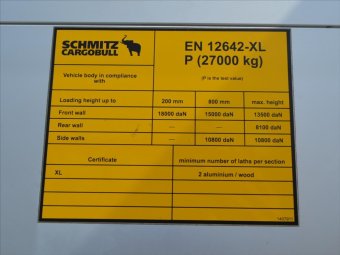 SCHMITZ
CARGOBULL
EN 12642-XL
P (27000 kg)
Vehicle body in compliance
with
(P is the test value)
Loading height up to 200 mm 800 mm max. height
Front wall 18000 daN 15000 daN 13500 daN
Rear wall — — 8100 daN
Side walls — 10800 daN 10800 daN
Certificate minimum number of laths per section
XL 2 aluminium / wood